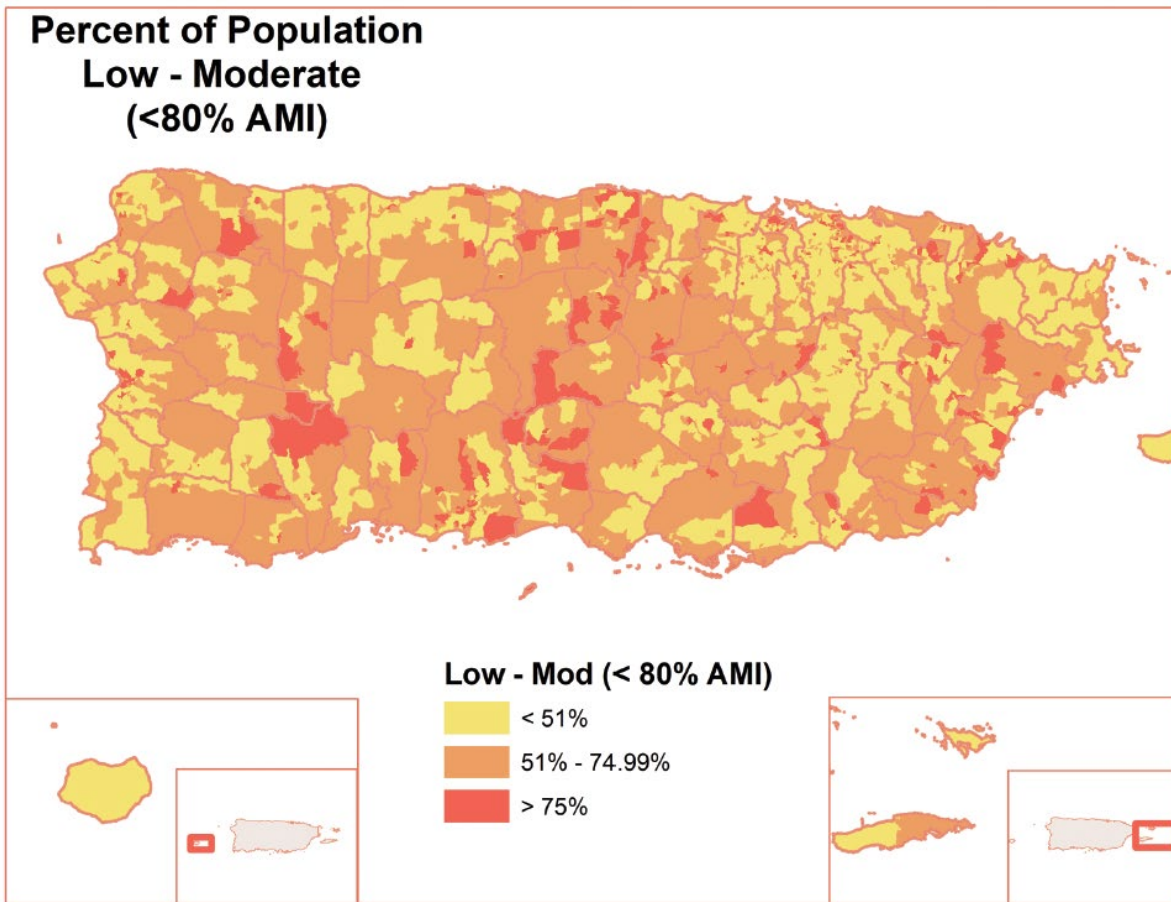 Percent of Population
Low - Moderate
(<80% AMI)
Low - Mod (< 80% AMI)
< 51%
51% - 74.99%
> 75%